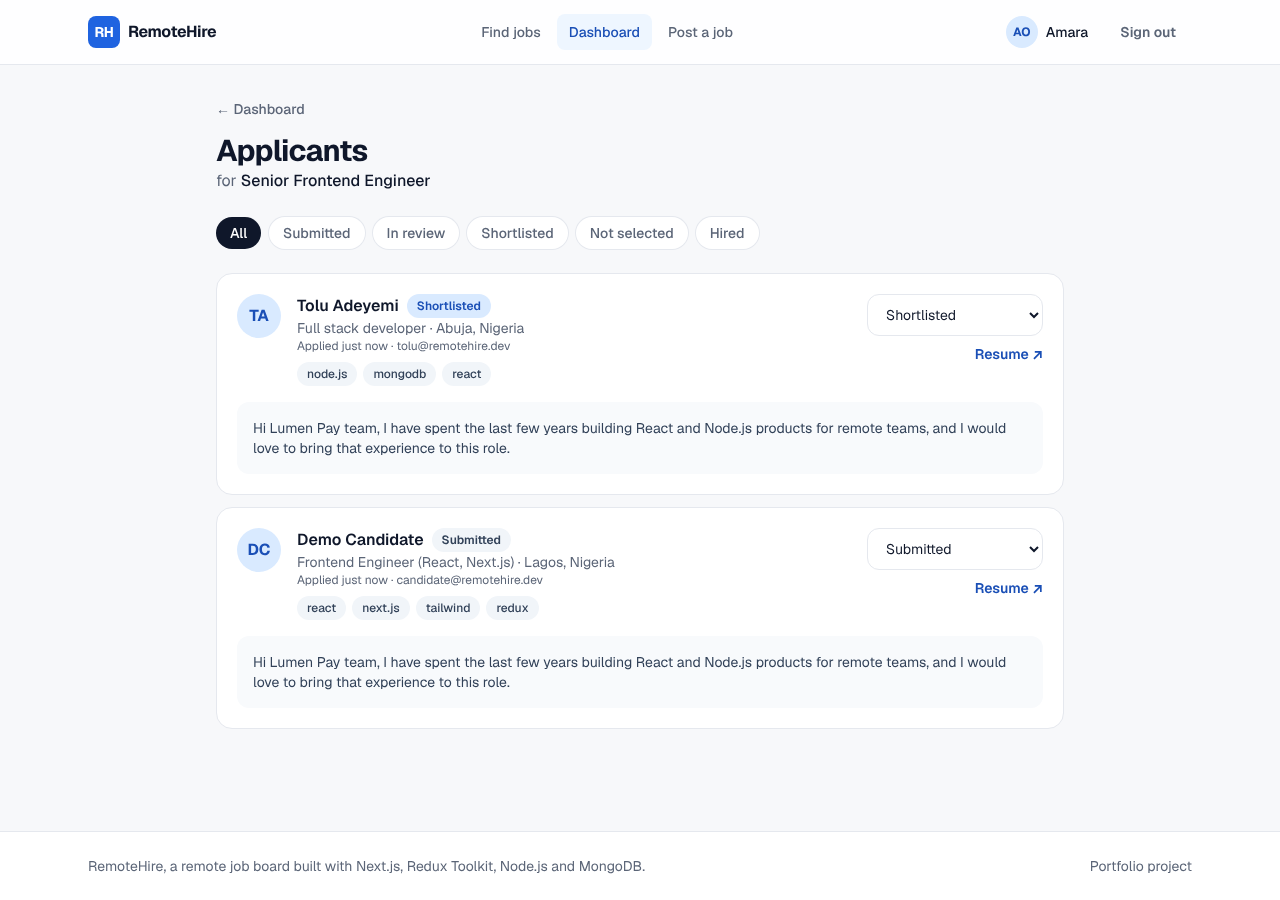 RH RemoteHire Find jobs Dashboard Post a job AO Amara Sign out
← Dashboard
Applicants
for Senior Frontend Engineer
All Submitted In review Shortlisted Not selected Hired
TA Tolu Adeyemi Shortlisted Shortlisted
Full stack developer · Abuja, Nigeria
Applied just now · tolu@remotehire.dev Resume ↗
node.js mongodb react
Hi Lumen Pay team, I have spent the last few years building React and Node.js products for remote teams, and I would
love to bring that experience to this role.
DC Demo Candidate Submitted Submitted
Frontend Engineer (React, Next.js) · Lagos, Nigeria
Applied just now · candidate@remotehire.dev Resume ↗
react next.js tailwind redux
Hi Lumen Pay team, I have spent the last few years building React and Node.js products for remote teams, and I would
love to bring that experience to this role.
RemoteHire, a remote job board built with Next.js, Redux Toolkit, Node.js and MongoDB. Portfolio project